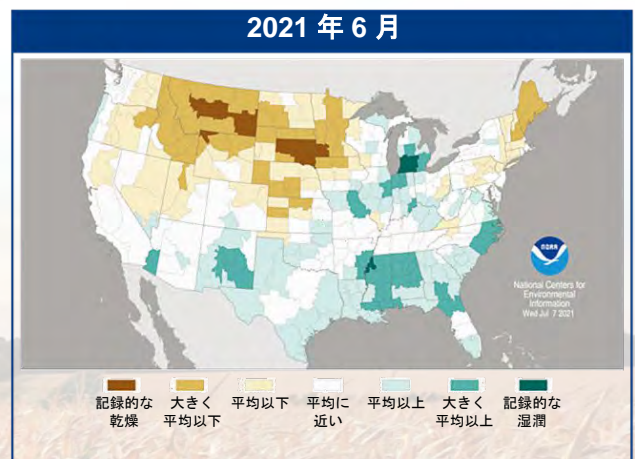 2021 年 6 月
NOAA
National Centers for
Environmental
Information
Wed Jul 7 2021
記録的な
乾燥
大きく
平均以下
平均以下
平均に
近い
平均以上
大きく
平均以上
記録的な
湿潤